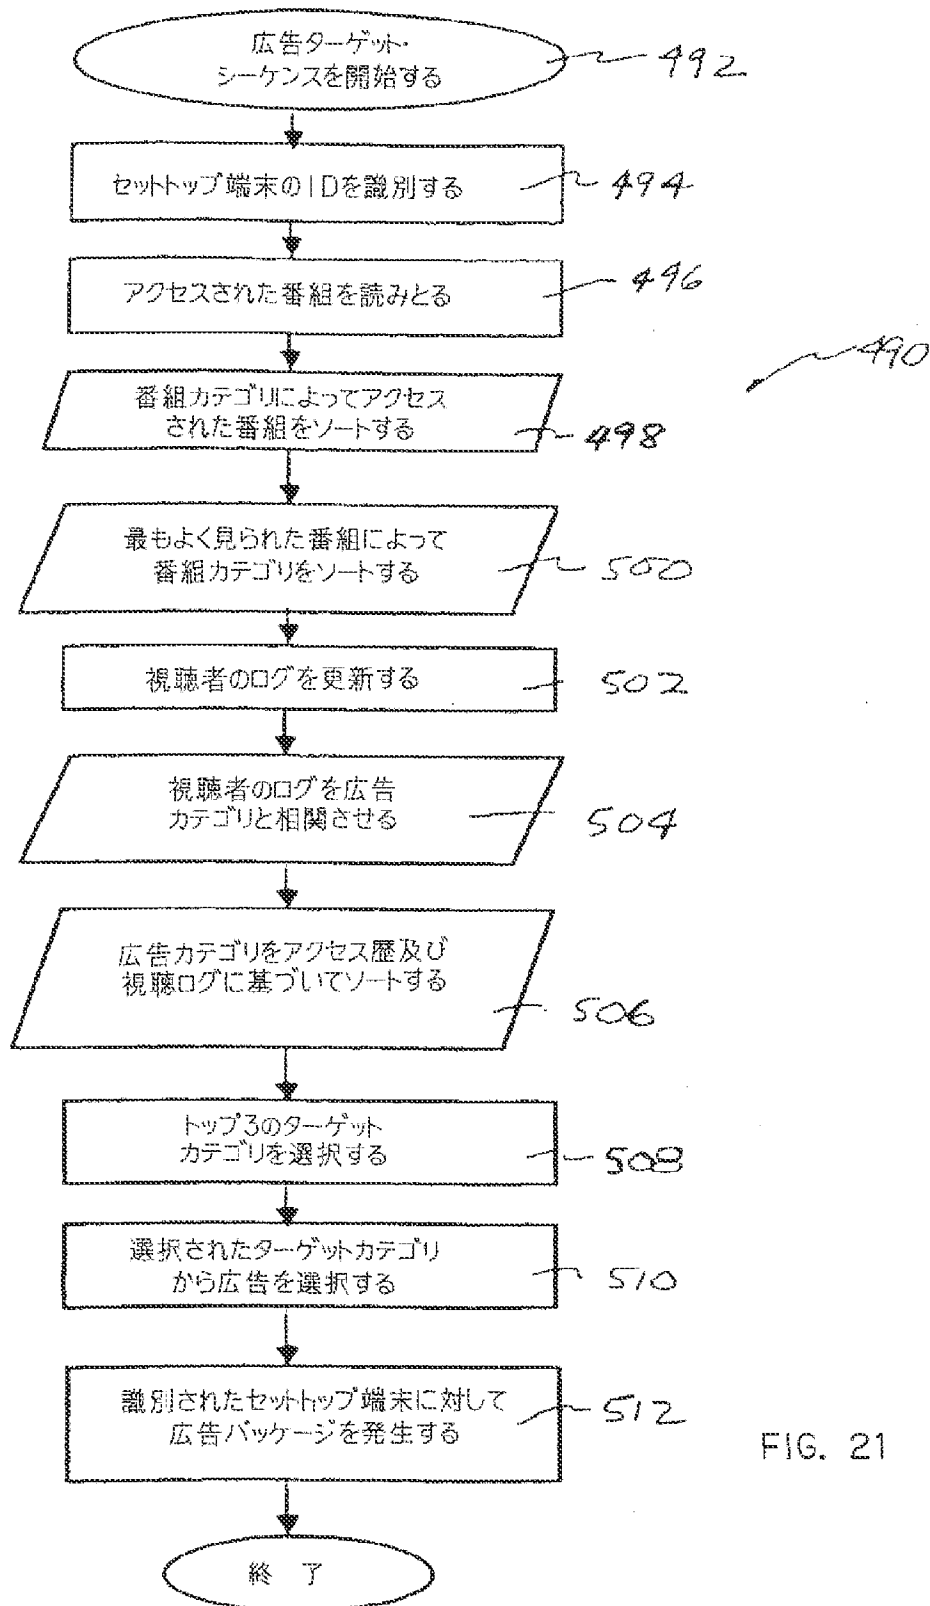 広告ターゲット・
シーケンスを開始する
492
セットトップ端末のIDを識別する
494
アクセスされた番組を読みとる
496
490
番組カテゴリによってアクセス
された番組をソートする
498
最もよく見られた番組によって
番組カテゴリをソートする
500
視聴者のログを更新する
502
視聴者のログを広告
カテゴリと相関させる
504
広告カテゴリをアクセス歴及び
視聴ログに基づいてソートする
506
トップ3のターゲット
カテゴリを選択する
508
選択されたターゲットカテゴリ
から広告を選択する
510
識別されたセットトップ端末に対して
広告パッケージを発生する
512
FIG. 21
終 了